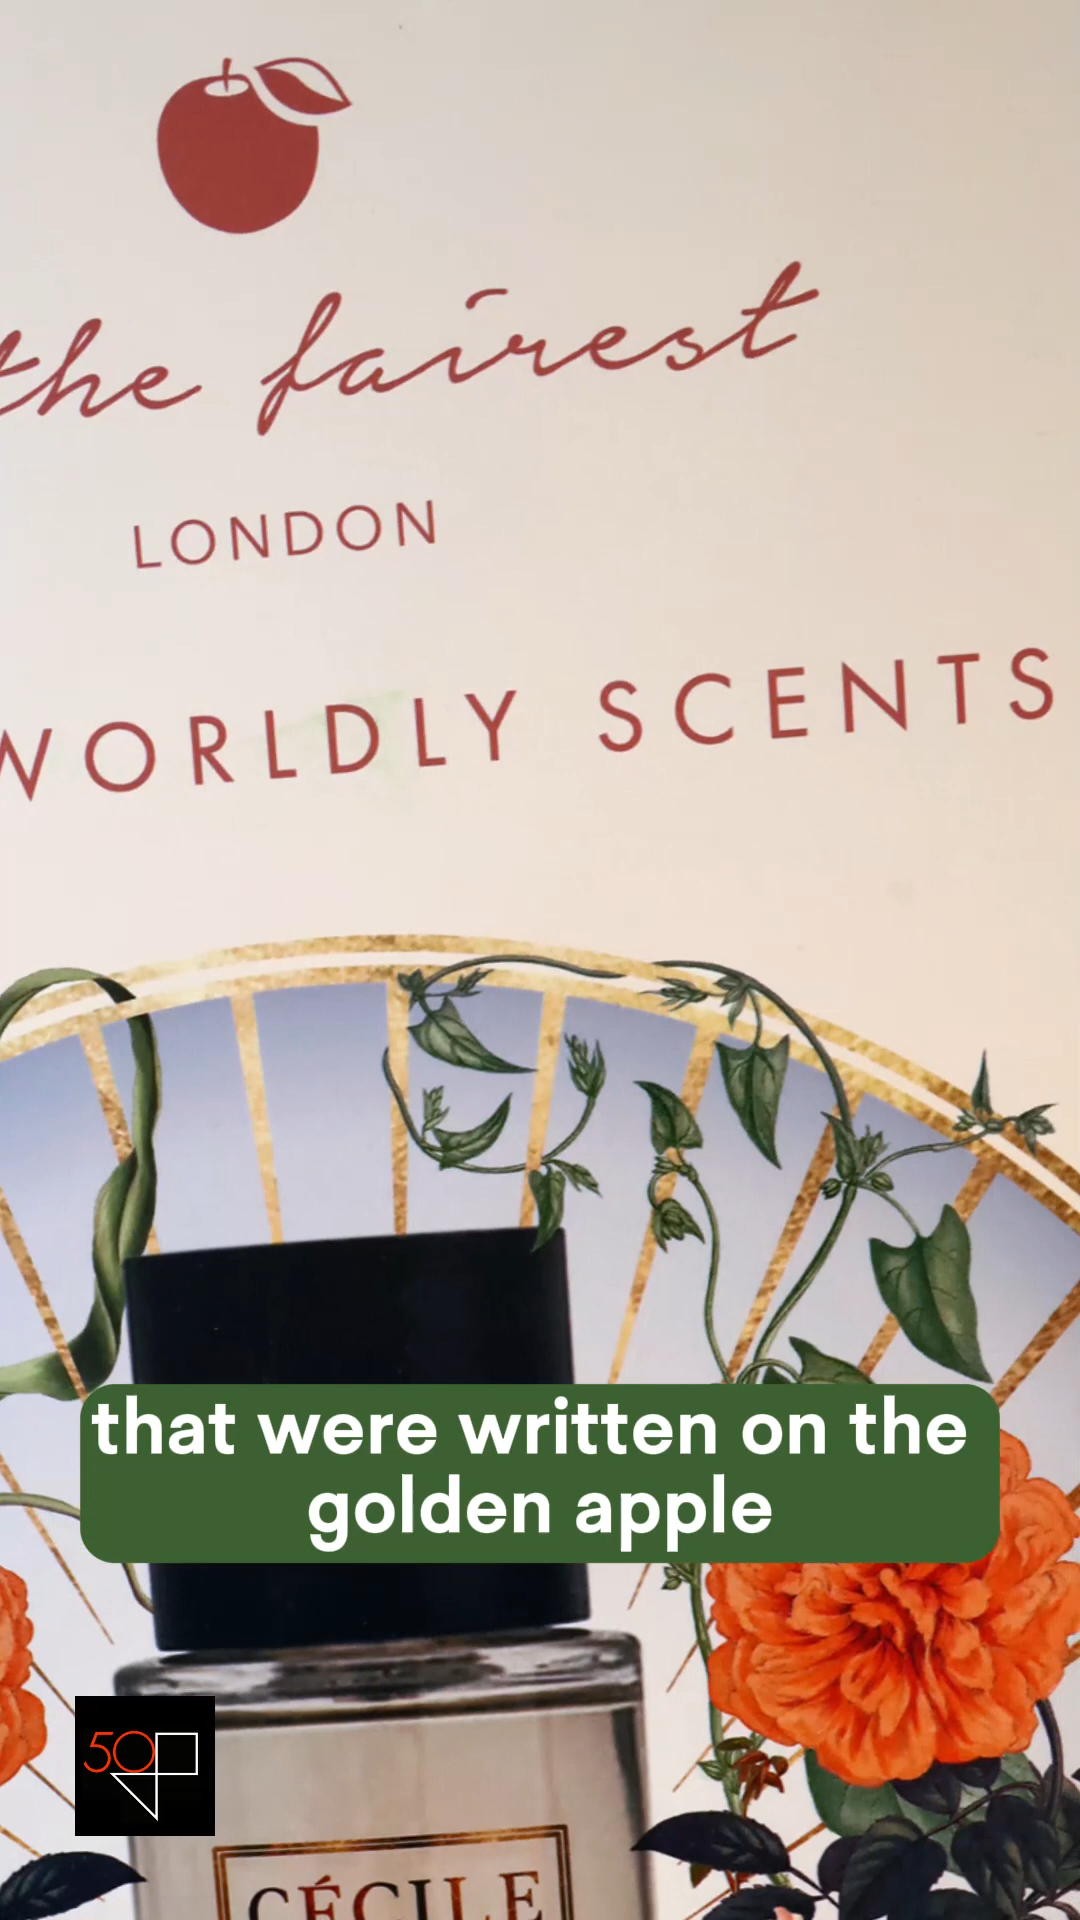 the fairest
LONDON
WORLDLY SCENTS
that were written on the
golden apple
50
CÉCILE